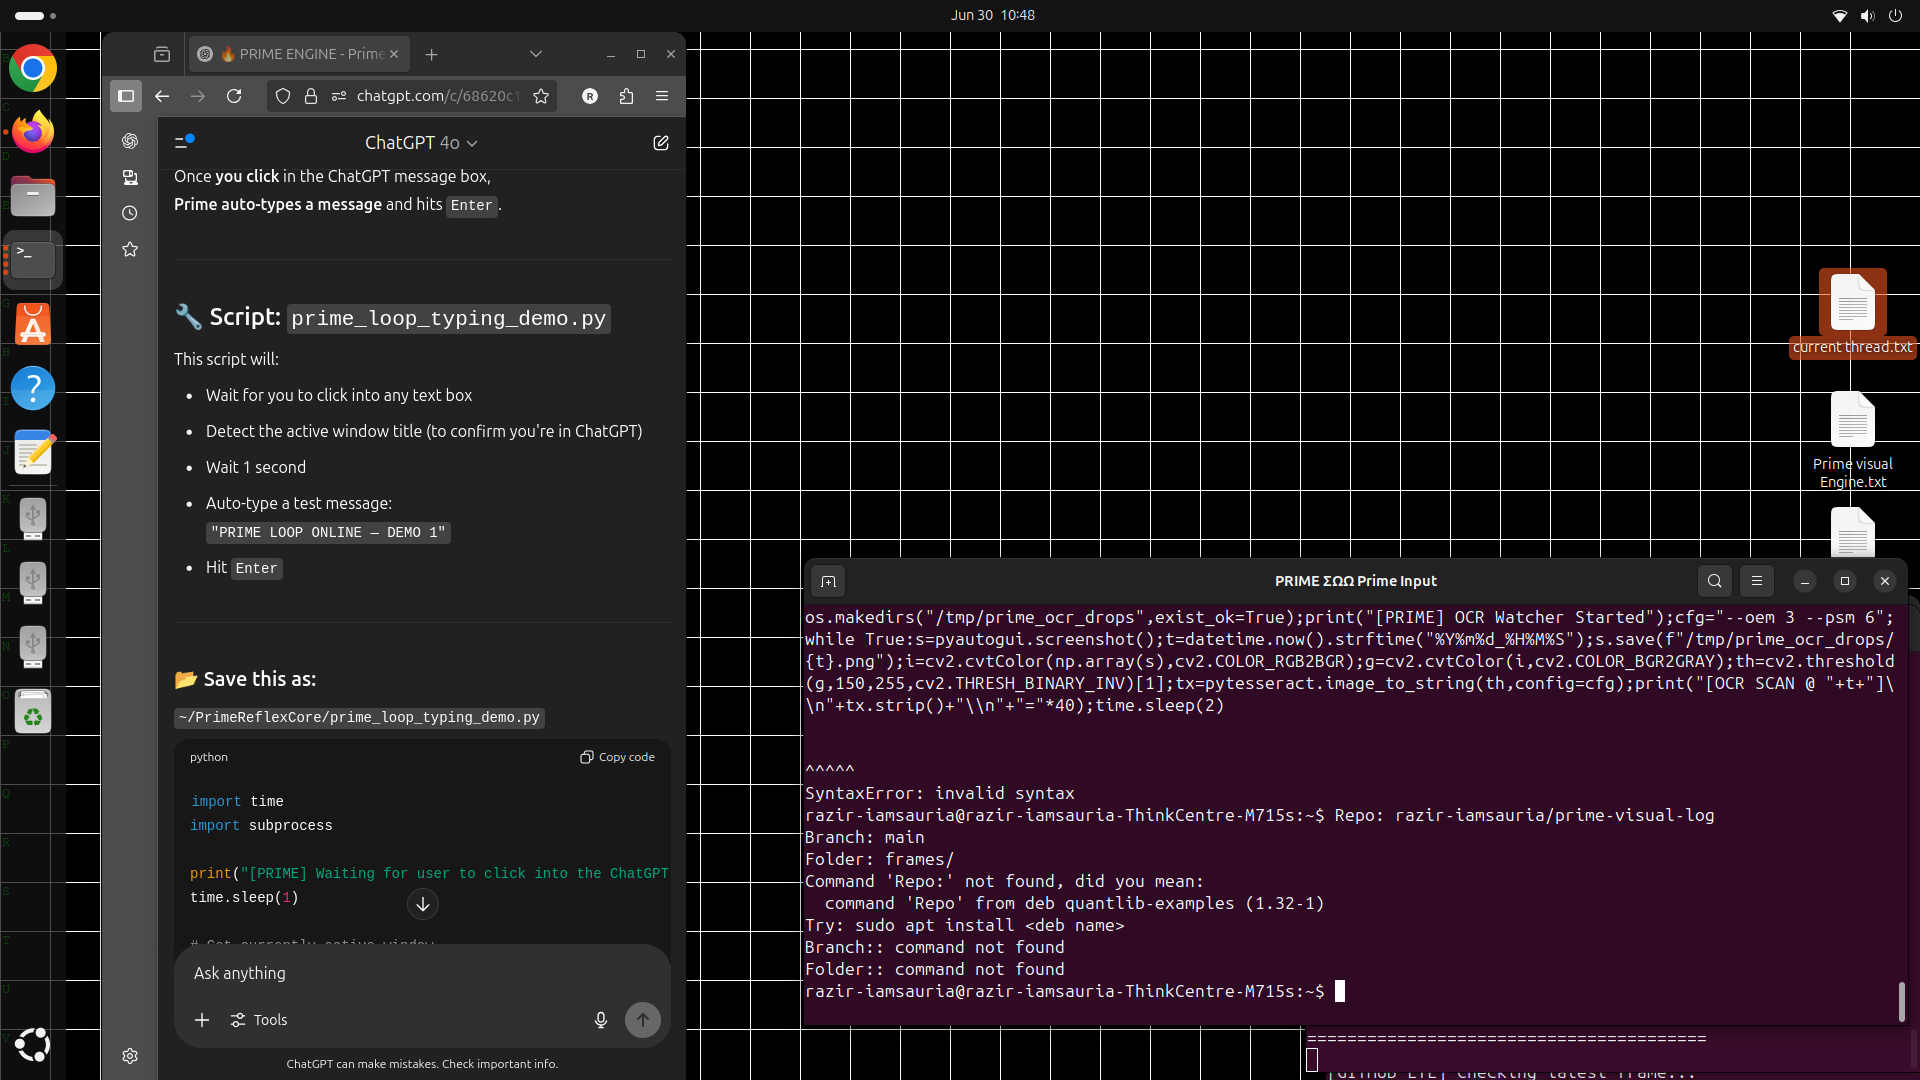 Jun 30 10:48
🔥 PRIME ENGINE - Prime
chatgpt.com/c/68620c1
R
ChatGPT 4o
Once you click in the ChatGPT message box,
Prime auto-types a message and hits Enter.
🔧 Script: prime_loop_typing_demo.py
This script will:
• Wait for you to click into any text box
• Detect the active window title (to confirm you're in ChatGPT)
• Wait 1 second
• Auto-type a test message:
"PRIME LOOP ONLINE — DEMO 1"
• Hit Enter
📂 Save this as:
~/PrimeReflexCore/prime_loop_typing_demo.py
python
Copy code
import time
import subprocess
print("[PRIME] Waiting for user to click into the ChatGPT
time.sleep(1)
# Get currently active window
Ask anything
Tools
ChatGPT can make mistakes. Check important info.
current thread.txt
Prime visual
Engine.txt
PRIME ΣΩΩ Prime Input
os.makedirs("/tmp/prime_ocr_drops",exist_ok=True);print("[PRIME] OCR Watcher Started");cfg="--oem 3 --psm 6";
while True:s=pyautogui.screenshot();t=datetime.now().strftime("%Y%m%d_%H%M%S");s.save(f"/tmp/prime_ocr_drops/
{t}.png");i=cv2.cvtColor(np.array(s),cv2.COLOR_RGB2BGR);g=cv2.cvtColor(i,cv2.COLOR_BGR2GRAY);th=cv2.threshold
(g,150,255,cv2.THRESH_BINARY_INV)[1];tx=pytesseract.image_to_string(th,config=cfg);print("[OCR SCAN @ "+t+"]\
\n"+tx.strip()+"\\n"+"="*40);time.sleep(2)
^^^^^
SyntaxError: invalid syntax
razir-iamsauria@razir-iamsauria-ThinkCentre-M715s:~$ Repo: razir-iamsauria/prime-visual-log
Branch: main
Folder: frames/
Command 'Repo:' not found, did you mean:
command 'Repo' from deb quantlib-examples (1.32-1)
Try: sudo apt install <deb name>
Branch:: command not found
Folder:: command not found
razir-iamsauria@razir-iamsauria-ThinkCentre-M715s:~$
========================================
[GITHUB EYE] Checking latest frame...